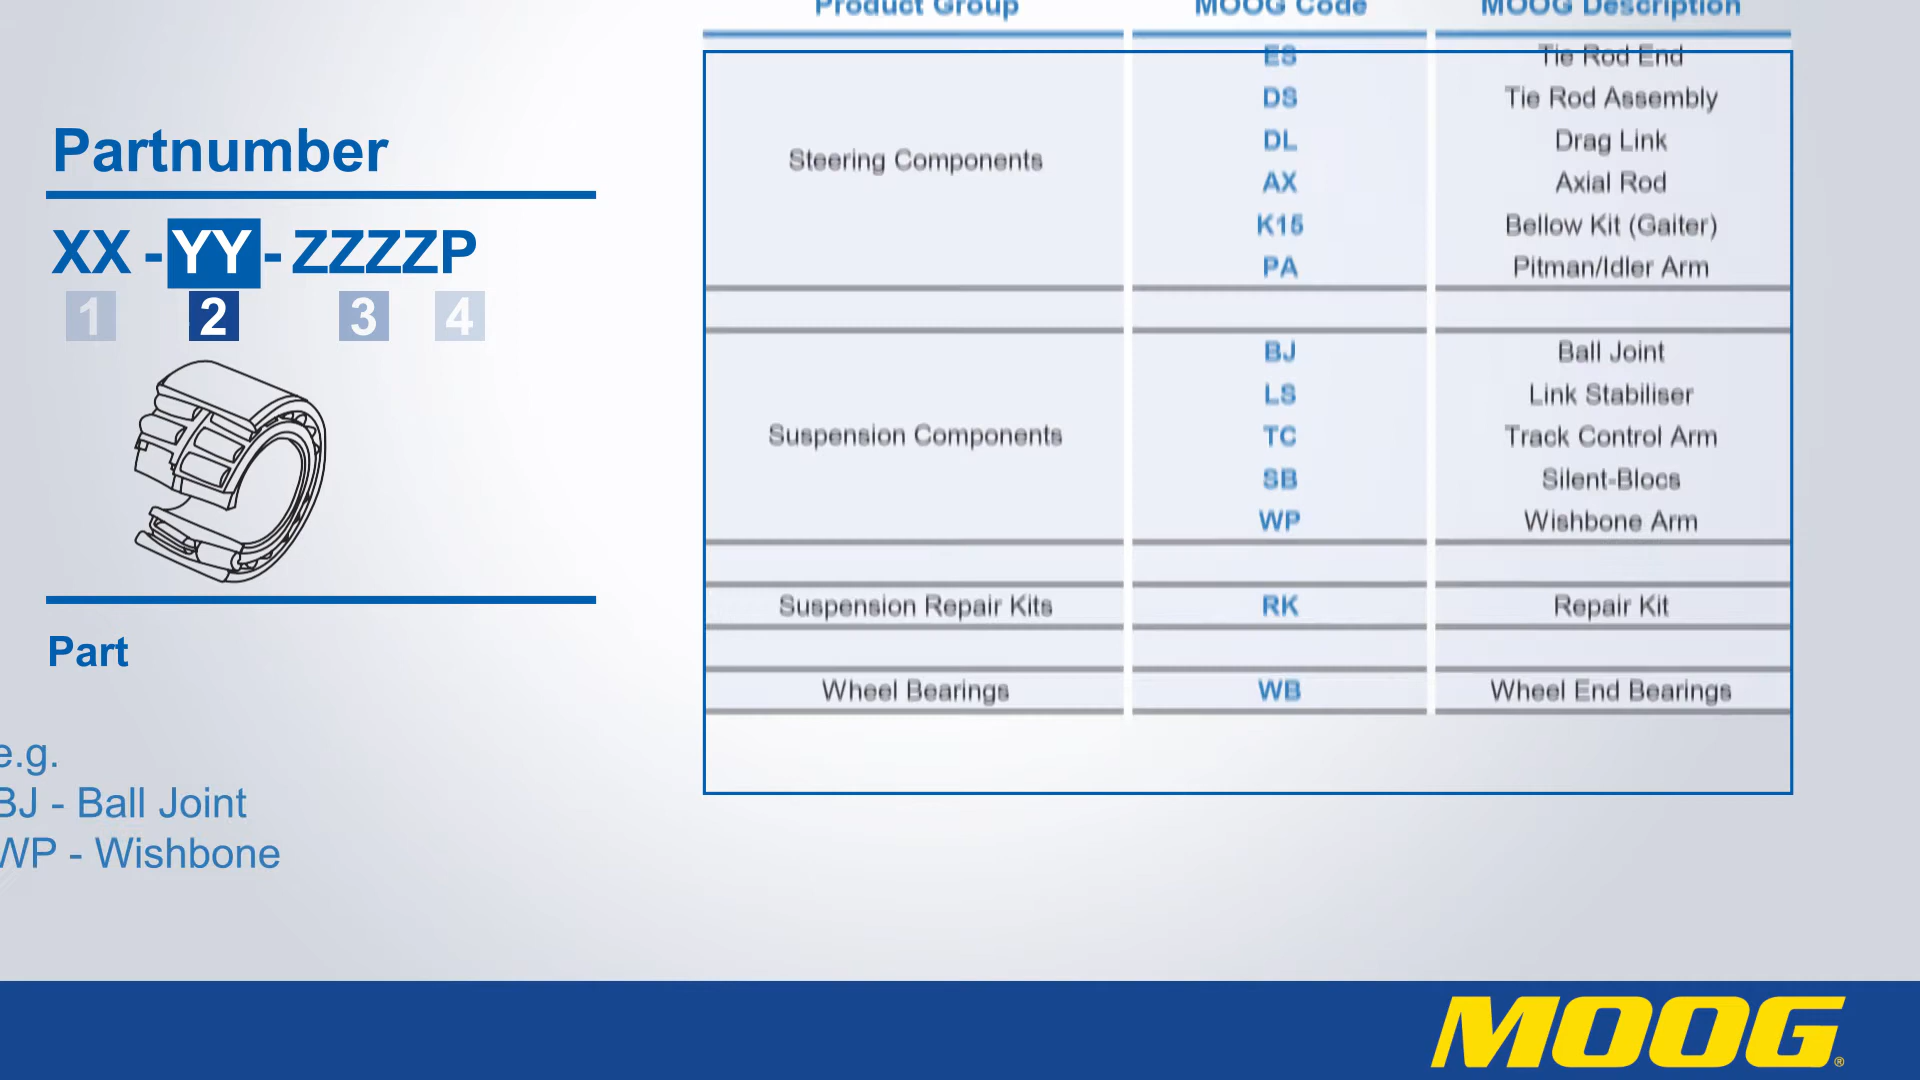 Partnumber
XX - YY - ZZZZP
1 2 3 4
Part
e.g.
BJ - Ball Joint
WP - Wishbone
Product Group MOOG Code MOOG Description
ES Tie Rod End
DS Tie Rod Assembly
DL Drag Link
Steering Components
AX Axial Rod
K15 Bellow Kit (Gaiter)
PA Pitman/Idler Arm
BJ Ball Joint
LS Link Stabiliser
Suspension Components TC Track Control Arm
SB Silent-Blocs
WP Wishbone Arm
Suspension Repair Kits RK Repair Kit
Wheel Bearings WB Wheel End Bearings
MOOG®